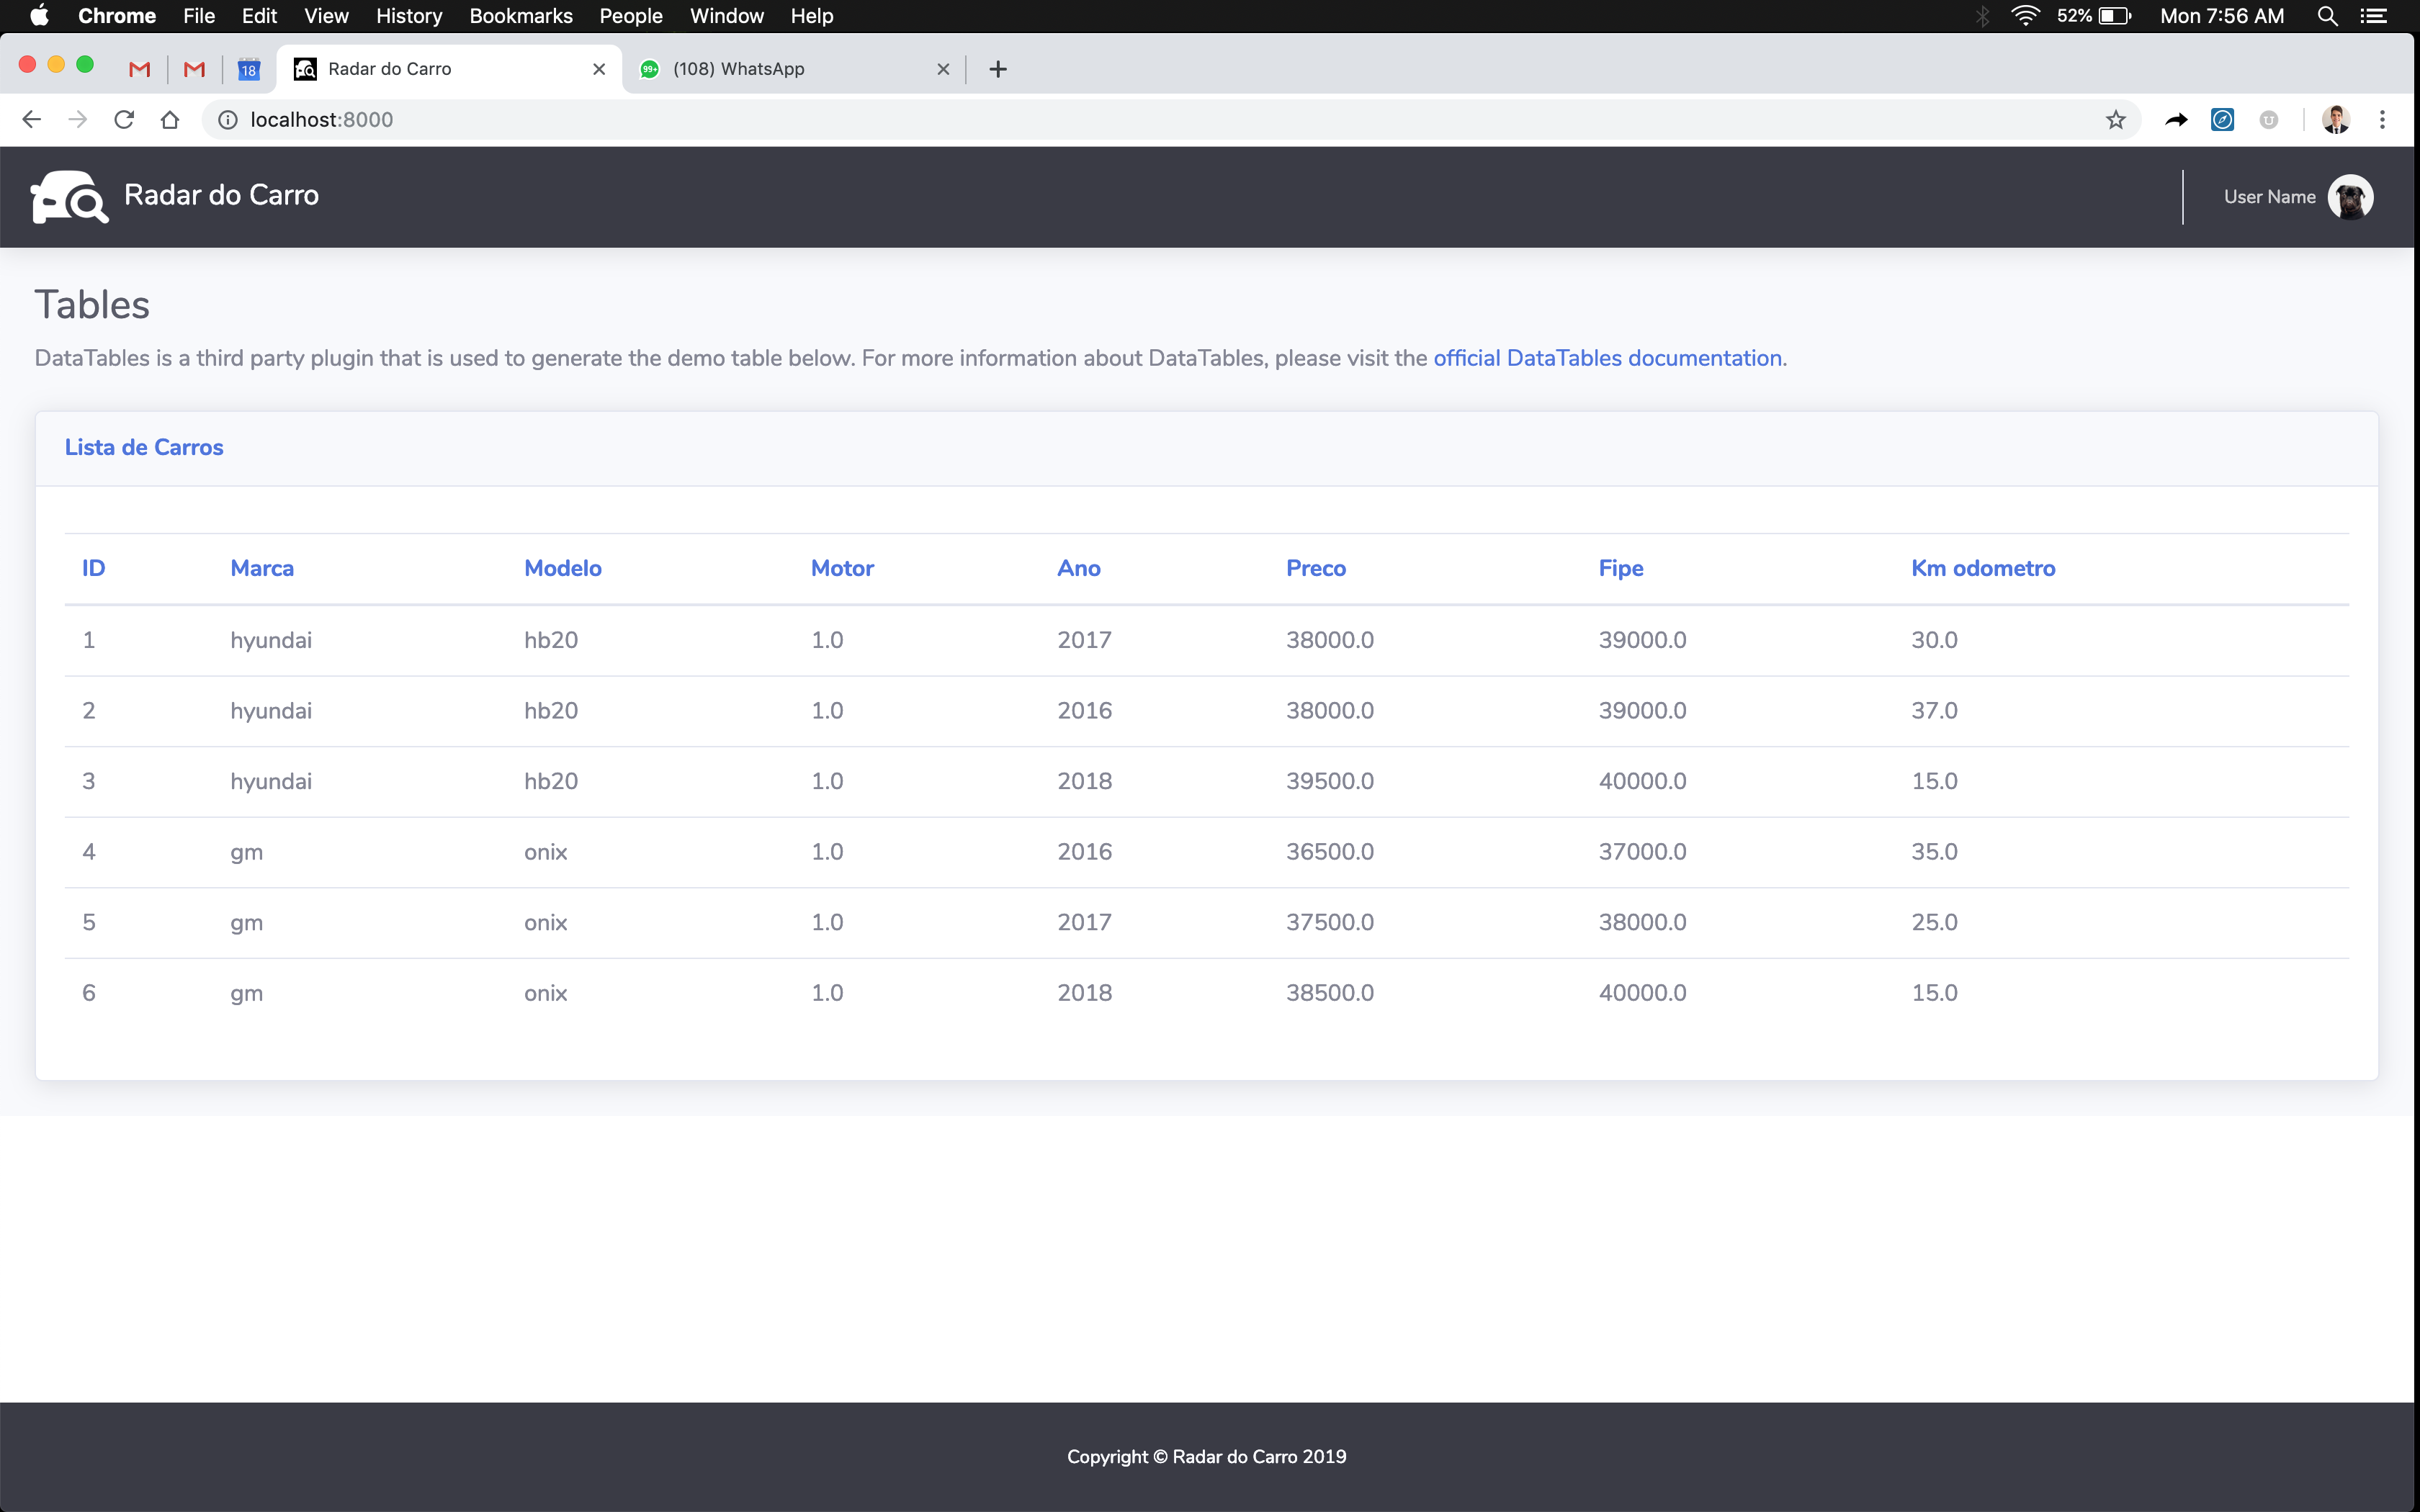 Chrome File Edit View History Bookmarks People Window Help 52% Mon 7:56 AM
18 Radar do Carro 99+ (108) WhatsApp
localhost:8000
Radar do Carro User Name
Tables
DataTables is a third party plugin that is used to generate the demo table below. For more information about DataTables, please visit the official DataTables documentation.
Lista de Carros
ID Marca Modelo Motor Ano Preco Fipe Km odometro
1 hyundai hb20 1.0 2017 38000.0 39000.0 30.0
2 hyundai hb20 1.0 2016 38000.0 39000.0 37.0
3 hyundai hb20 1.0 2018 39500.0 40000.0 15.0
4 gm onix 1.0 2016 36500.0 37000.0 35.0
5 gm onix 1.0 2017 37500.0 38000.0 25.0
6 gm onix 1.0 2018 38500.0 40000.0 15.0
Copyright © Radar do Carro 2019